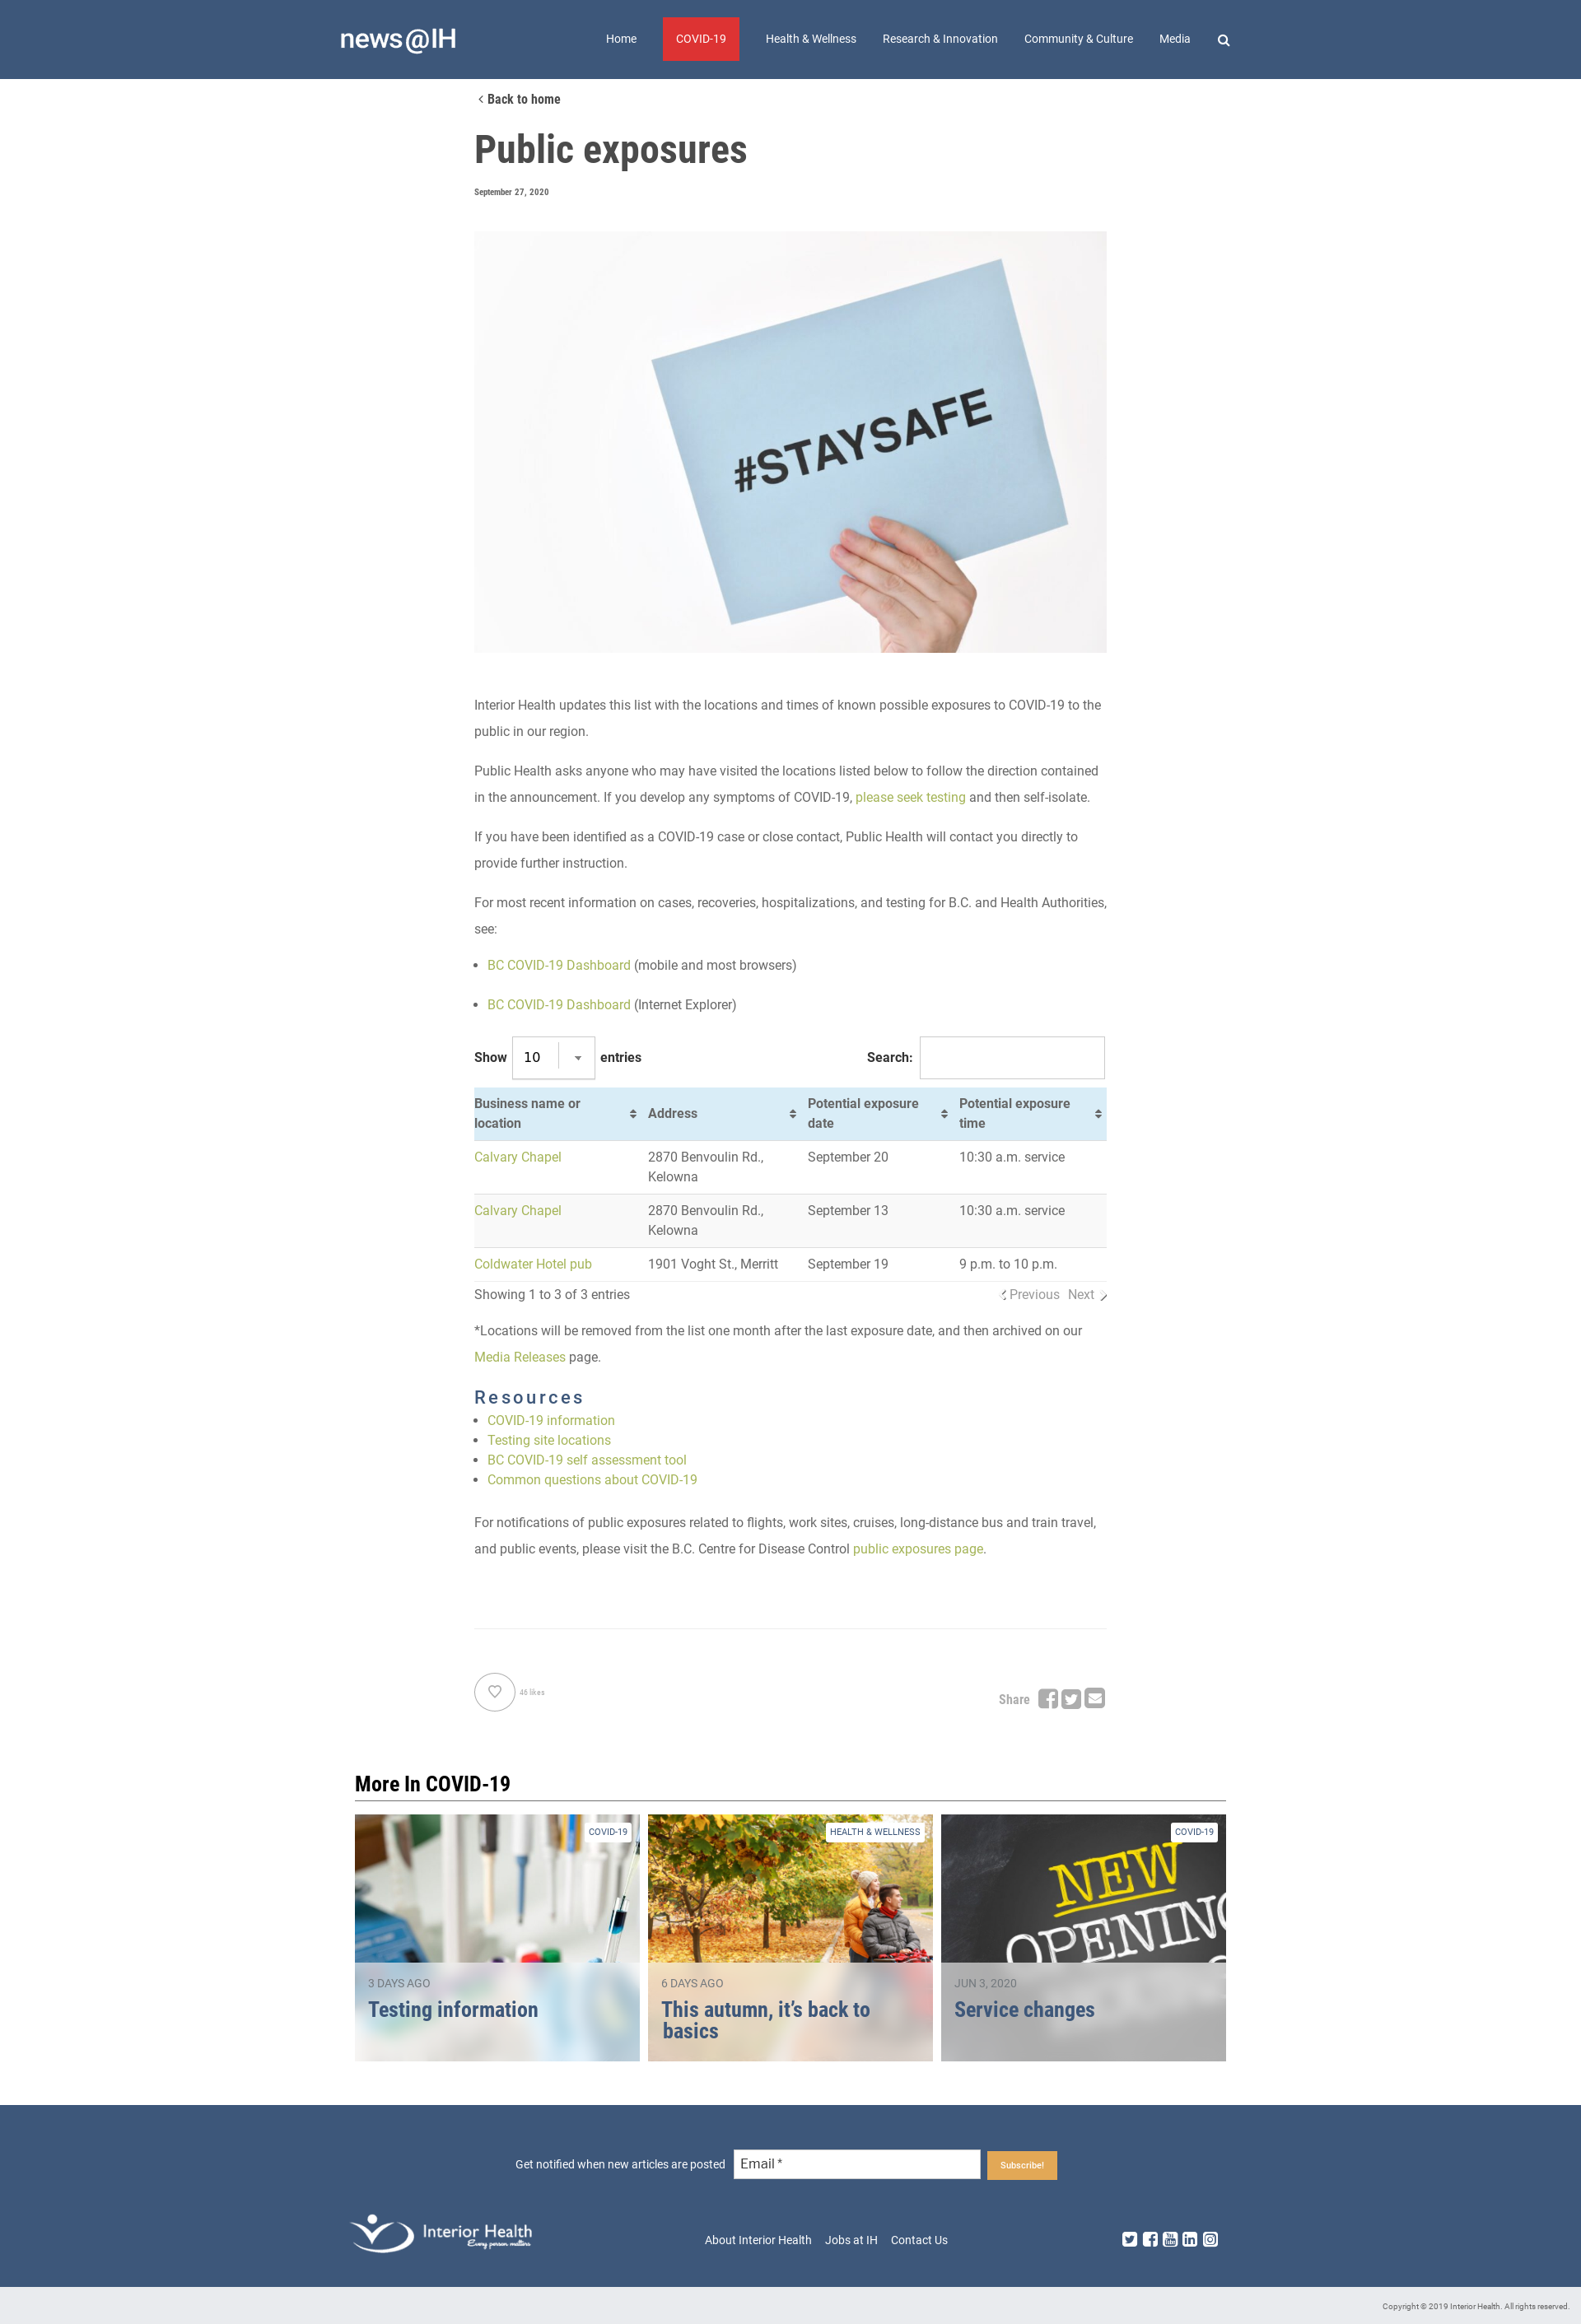 news@IH
Home COVID-19 Health & Wellness Research & Innovation Community & Culture Media
Back to home
Public exposures
September 27, 2020
#STAYSAFE
Interior Health updates this list with the locations and times of known possible exposures to COVID-19 to the
public in our region.
Public Health asks anyone who may have visited the locations listed below to follow the direction contained
in the announcement. If you develop any symptoms of COVID-19, please seek testing and then self-isolate.
If you have been identified as a COVID-19 case or close contact, Public Health will contact you directly to
provide further instruction.
For most recent information on cases, recoveries, hospitalizations, and testing for B.C. and Health Authorities,
see:
• BC COVID-19 Dashboard (mobile and most browsers)
• BC COVID-19 Dashboard (Internet Explorer)
Show 10 entries Search:
Business name or
location
Address
Potential exposure
date
Potential exposure
time
Calvary Chapel
2870 Benvoulin Rd.,
Kelowna
September 20
10:30 a.m. service
Calvary Chapel
2870 Benvoulin Rd.,
Kelowna
September 13
10:30 a.m. service
Coldwater Hotel pub 1901 Voght St., Merritt September 19 9 p.m. to 10 p.m.
Showing 1 to 3 of 3 entries Previous Next
*Locations will be removed from the list one month after the last exposure date, and then archived on our
Media Releases page.
Resources
• COVID-19 information
• Testing site locations
• BC COVID-19 self assessment tool
• Common questions about COVID-19
For notifications of public exposures related to flights, work sites, cruises, long-distance bus and train travel,
and public events, please visit the B.C. Centre for Disease Control public exposures page.
46 likes
Share
More In COVID-19
COVID-19
3 DAYS AGO
Testing information
HEALTH & WELLNESS
6 DAYS AGO
This autumn, it's back to
basics
COVID-19
NEW
OPENING
JUN 3, 2020
Service changes
Get notified when new articles are posted Email * Subscribe!
Interior Health
Every person matters
About Interior Health Jobs at IH Contact Us
Copyright © 2019 Interior Health. All rights reserved.